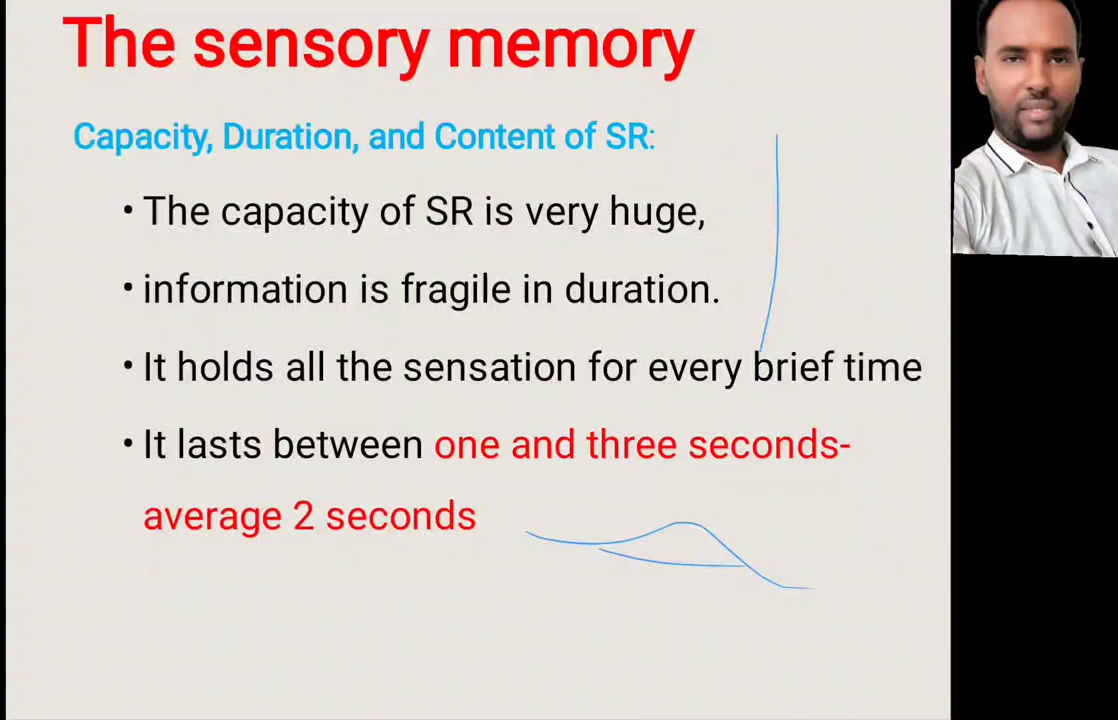 The sensory memory
Capacity, Duration, and Content of SR:
• The capacity of SR is very huge,
• information is fragile in duration.
• It holds all the sensation for every brief time
• It lasts between one and three seconds-
average 2 seconds